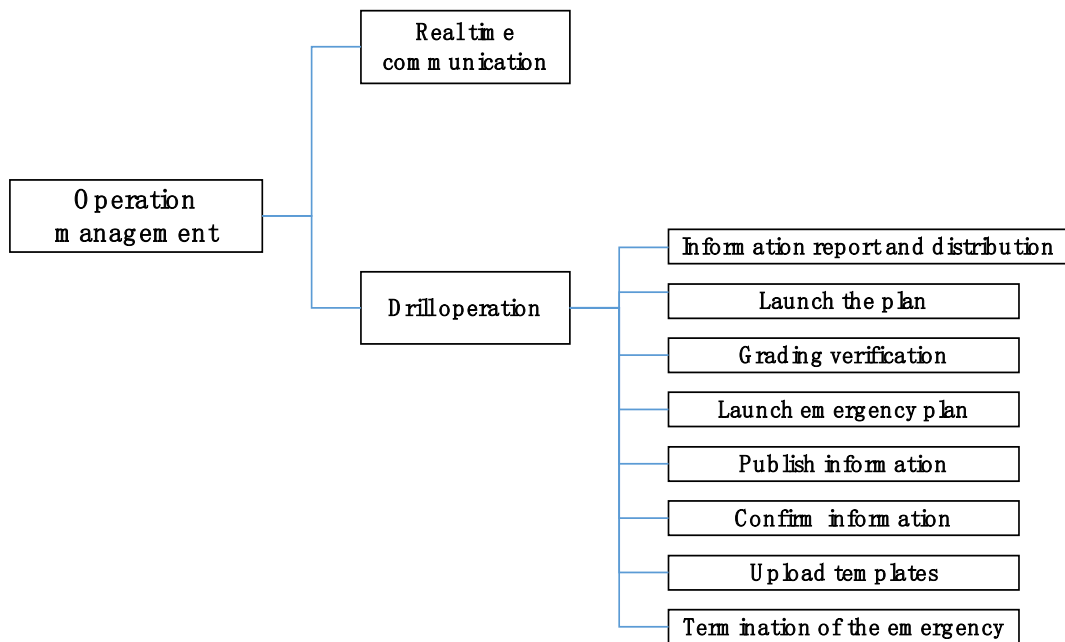 Realtime
communication
Operation
management
Information report and distribution
Launch the plan
Drill operation
Grading verification
Launch emergency plan
Publish information
Confirm information
Upload templates
Termination of the emergency